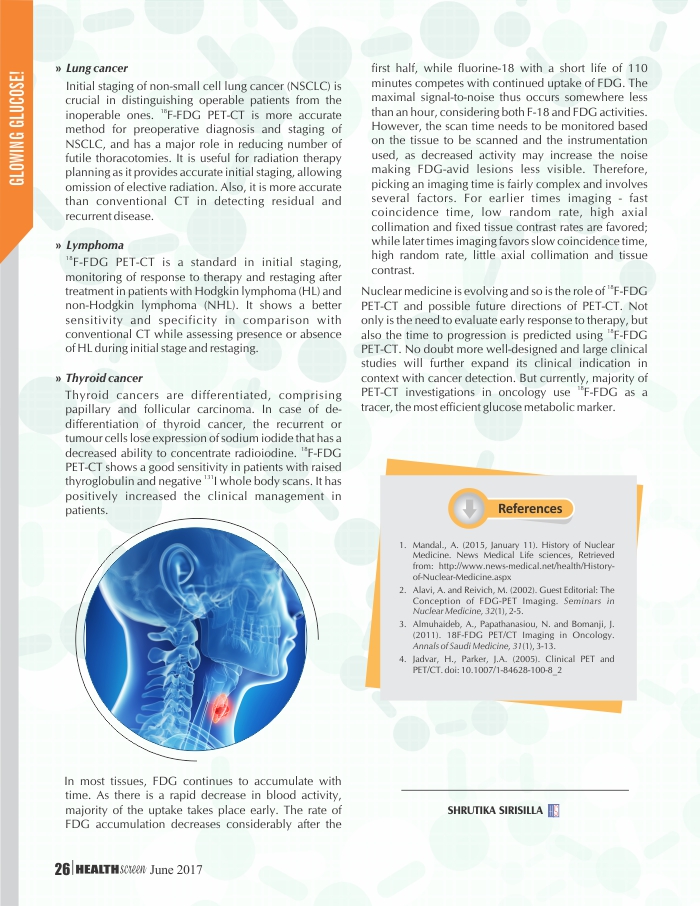 GLOWING GLUCOSE!
» Lung cancer
Initial staging of non-small cell lung cancer (NSCLC) is
crucial in distinguishing operable patients from the
inoperable ones. ¹⁸F-FDG PET-CT is more accurate
method for preoperative diagnosis and staging of
NSCLC, and has a major role in reducing number of
futile thoracotomies. It is useful for radiation therapy
planning as it provides accurate initial staging, allowing
omission of elective radiation. Also, it is more accurate
than conventional CT in detecting residual and
recurrent disease.
» Lymphoma
¹⁸F-FDG PET-CT is a standard in initial staging,
monitoring of response to therapy and restaging after
treatment in patients with Hodgkin lymphoma (HL) and
non-Hodgkin lymphoma (NHL). It shows a better
sensitivity and specificity in comparison with
conventional CT while assessing presence or absence
of HL during initial stage and restaging.
» Thyroid cancer
Thyroid cancers are differentiated, comprising
papillary and follicular carcinoma. In case of de-
differentiation of thyroid cancer, the recurrent or
tumour cells lose expression of sodium iodide that has a
decreased ability to concentrate radioiodine. ¹⁸F-FDG
PET-CT shows a good sensitivity in patients with raised
thyroglobulin and negative ¹³¹I whole body scans. It has
positively increased the clinical management in
patients.
In most tissues, FDG continues to accumulate with
time. As there is a rapid decrease in blood activity,
majority of the uptake takes place early. The rate of
FDG accumulation decreases considerably after the
first half, while fluorine-18 with a short life of 110
minutes competes with continued uptake of FDG. The
maximal signal-to-noise thus occurs somewhere less
than an hour, considering both F-18 and FDG activities.
However, the scan time needs to be monitored based
on the tissue to be scanned and the instrumentation
used, as decreased activity may increase the noise
making FDG-avid lesions less visible. Therefore,
picking an imaging time is fairly complex and involves
several factors. For earlier times imaging - fast
coincidence time, low random rate, high axial
collimation and fixed tissue contrast rates are favored;
while later times imaging favors slow coincidence time,
high random rate, little axial collimation and tissue
contrast.
Nuclear medicine is evolving and so is the role of ¹⁸F-FDG
PET-CT and possible future directions of PET-CT. Not
only is the need to evaluate early response to therapy, but
also the time to progression is predicted using ¹⁸F-FDG
PET-CT. No doubt more well-designed and large clinical
studies will further expand its clinical indication in
context with cancer detection. But currently, majority of
PET-CT investigations in oncology use ¹⁸F-FDG as a
tracer, the most efficient glucose metabolic marker.
References
1. Mandal., A. (2015, January 11). History of Nuclear
Medicine. News Medical Life sciences, Retrieved
from: http://www.news-medical.net/health/History-
of-Nuclear-Medicine.aspx
2. Alavi, A. and Reivich, M. (2002). Guest Editorial: The
Conception of FDG-PET Imaging. Seminars in
Nuclear Medicine, 32(1), 2-5.
3. Almuhaideb, A., Papathanasiou, N. and Bomanji, J.
(2011). 18F-FDG PET/CT Imaging in Oncology.
Annals of Saudi Medicine, 31(1), 3-13.
4. Jadvar, H., Parker, J.A. (2005). Clinical PET and
PET/CT. doi: 10.1007/1-84628-100-8_2
SHRUTIKA SIRISILLA
26 HEALTHscreen June 2017